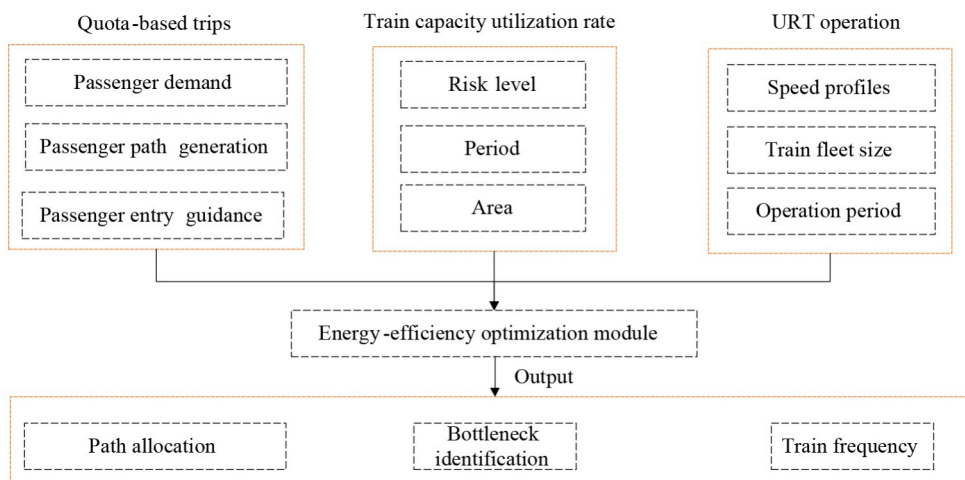 Quota-based trips
Train capacity utilization rate
URT operation
Passenger demand
Passenger path generation
Passenger entry guidance
Risk level
Period
Area
Speed profiles
Train fleet size
Operation period
Energy-efficiency optimization module
Output
Path allocation
Bottleneck
identification
Train frequency